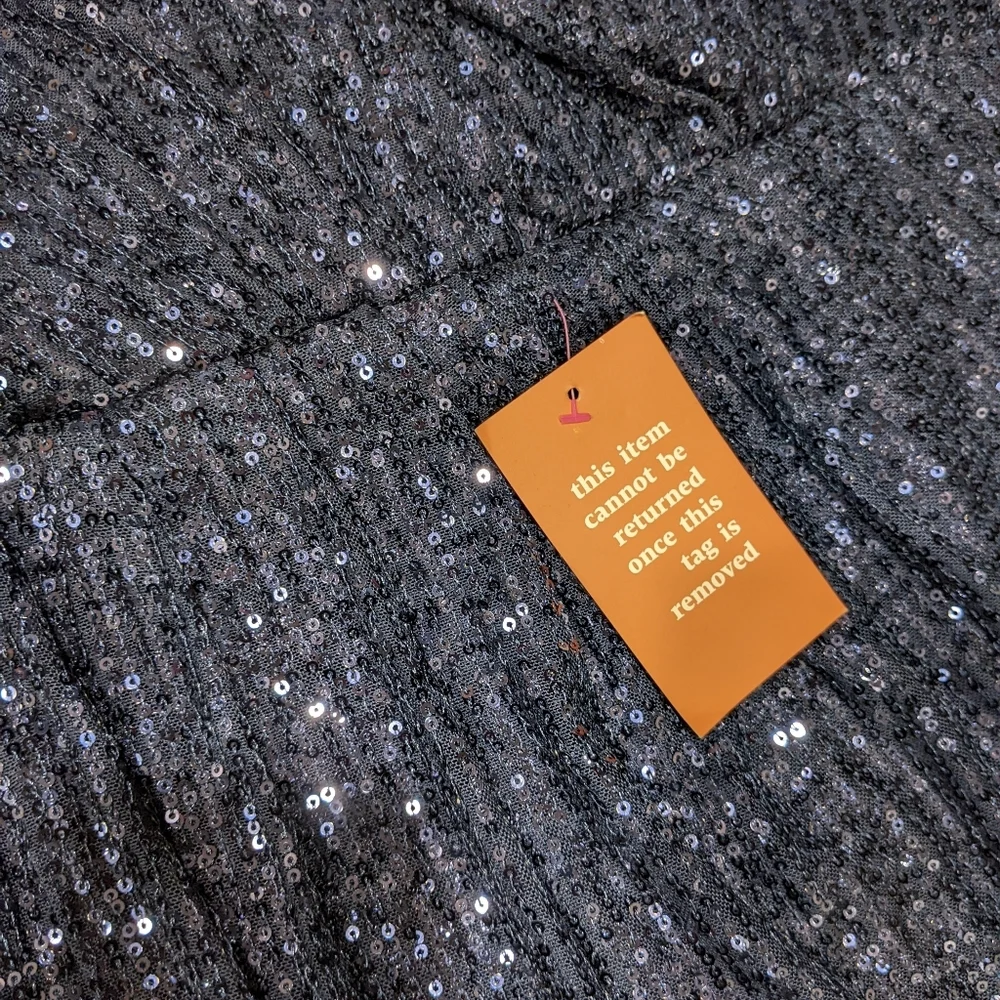 this item
cannot be
returned
once this
tag is
removed